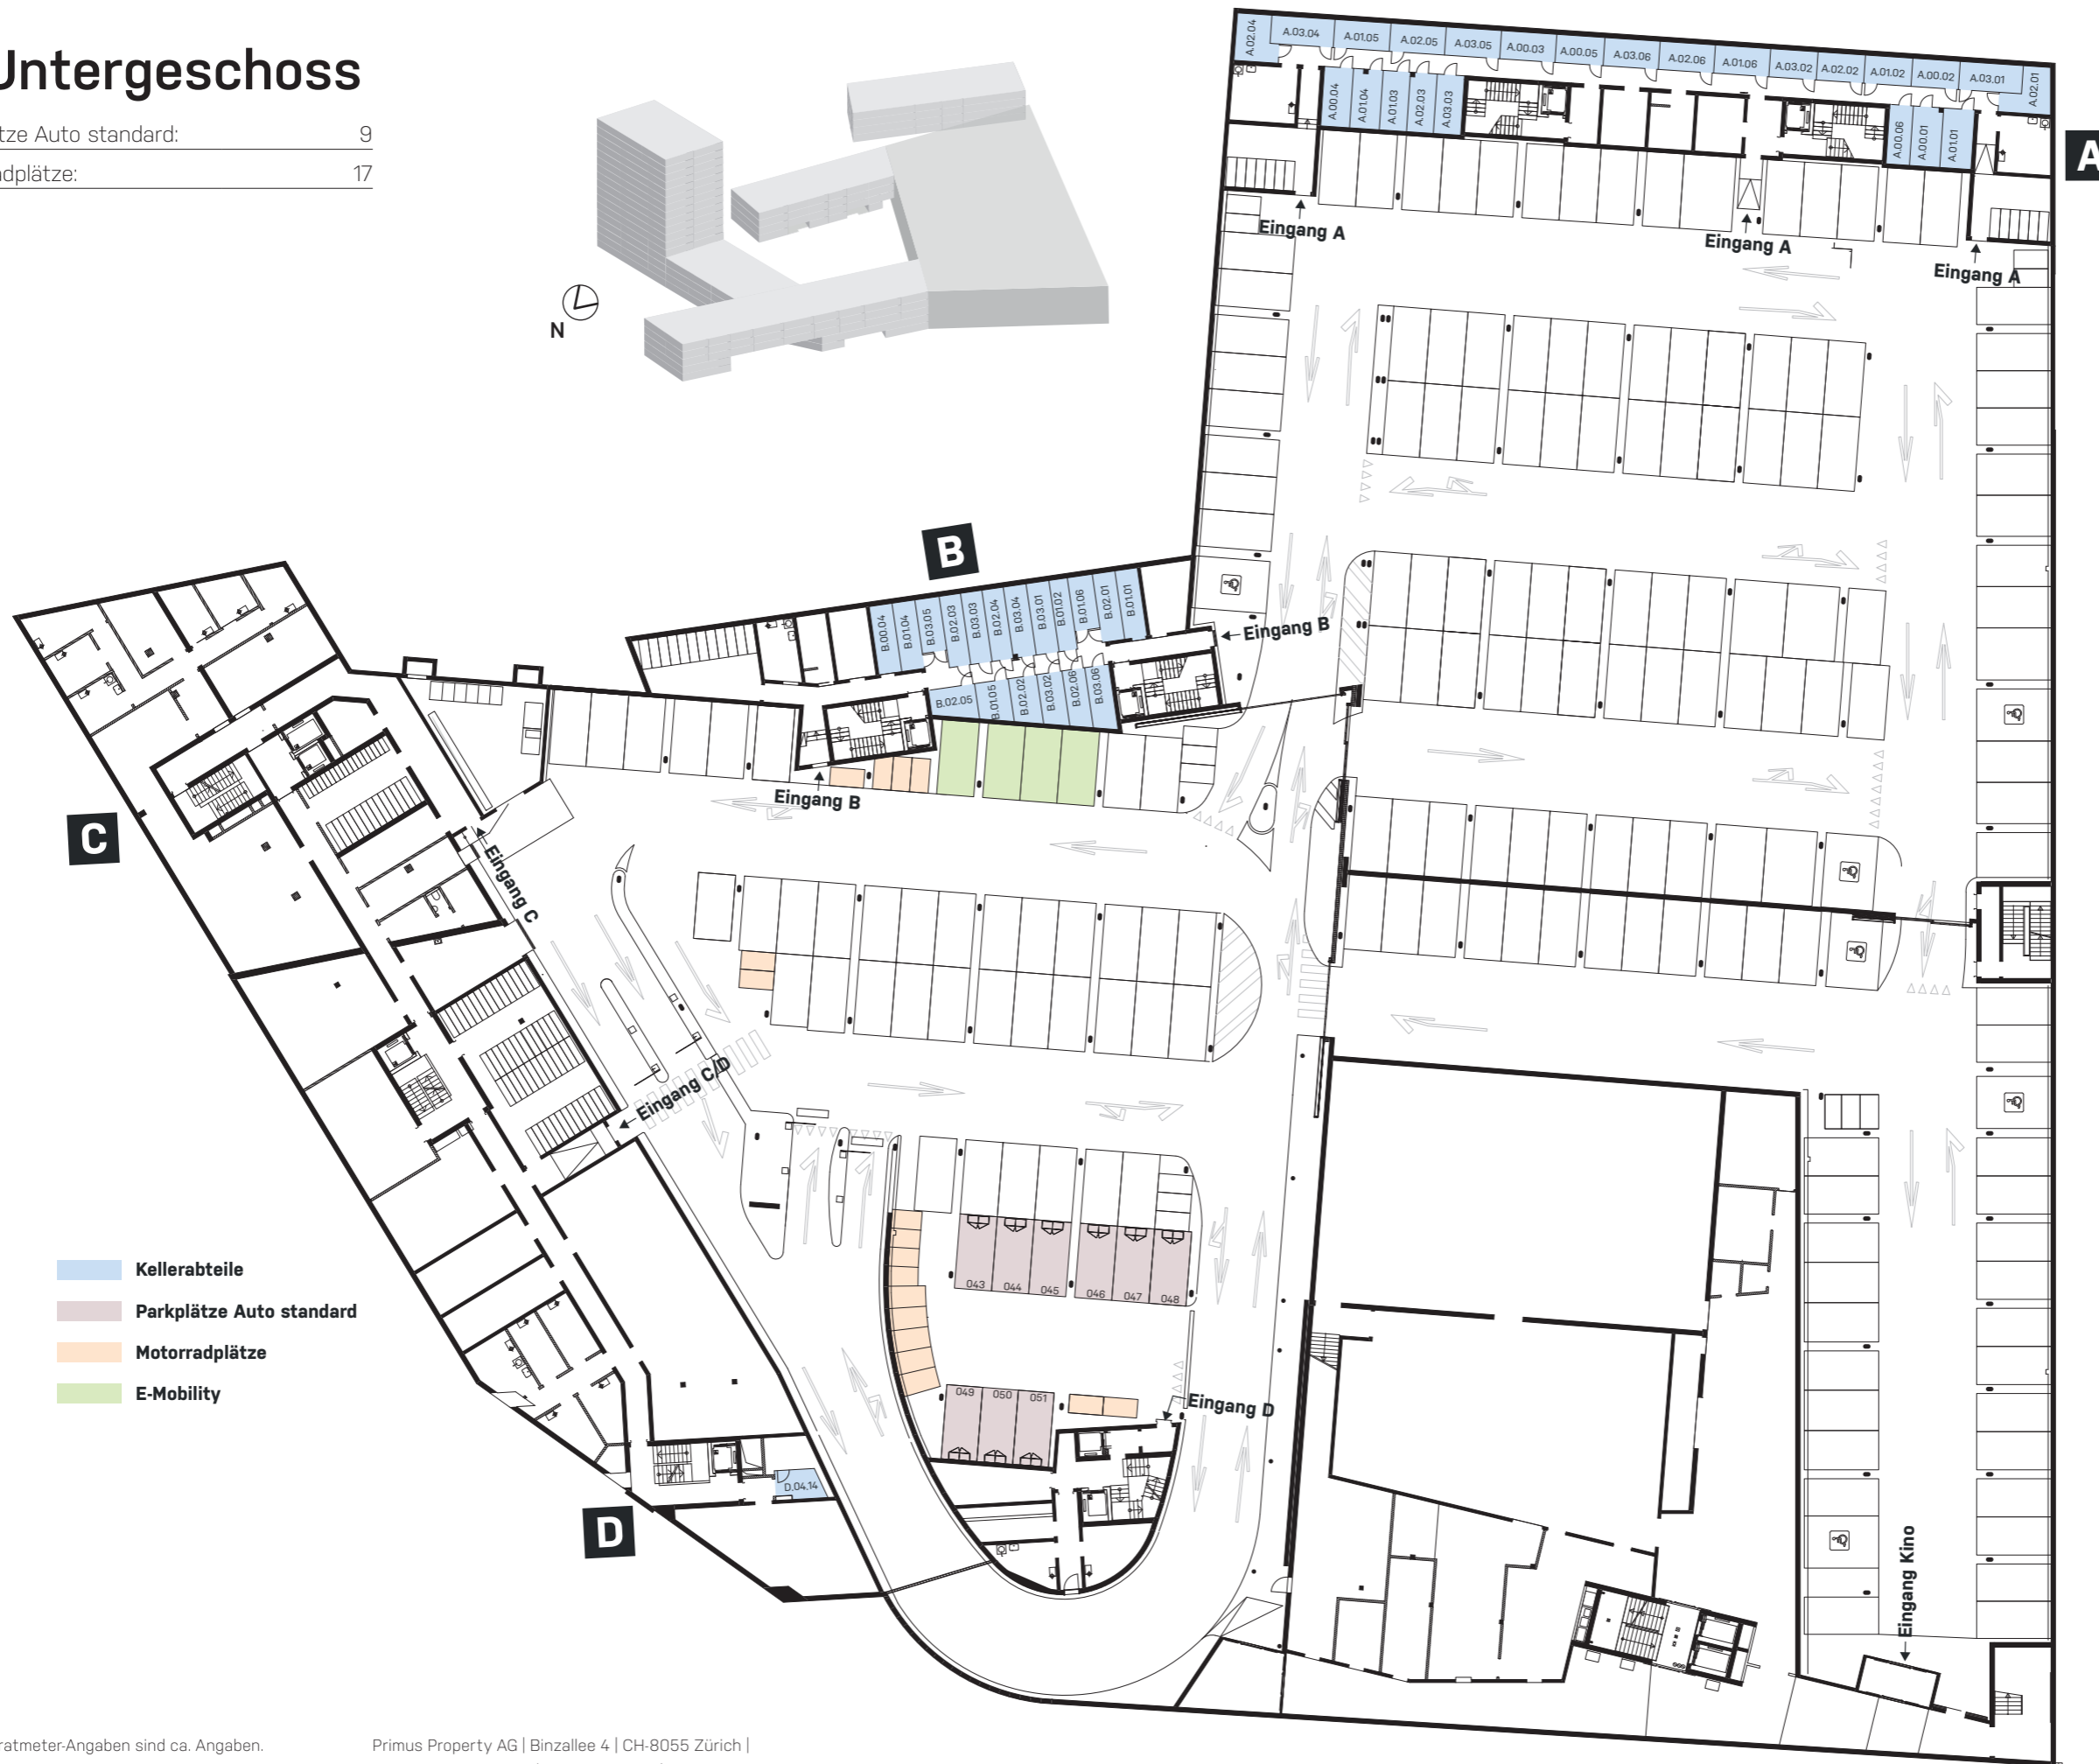 Untergeschoss
tze Auto standard: 9
dplätze: 17
N
A
Eingang A
Eingang A
Eingang A
A.02.04
A.03.04
A.01.05
A.02.05
A.03.05
A.00.03
A.00.05
A.03.06
A.02.06
A.01.06
A.03.02
A.02.02
A.01.02
A.00.02
A.03.01
A.02.01
A.00.04
A.01.04
A.01.03
A.02.03
A.03.03
A.00.06
A.00.01
A.01.01
B
B.00.04
B.01.04
B.03.05
B.02.03
B.03.03
B.02.04
B.03.04
B.03.01
B.01.02
B.01.06
B.02.01
B.01.01
B.02.05
B.01.05
B.02.02
B.03.02
B.02.06
B.03.06
Eingang B
Eingang B
C
Eingang C
Eingang C/D
043
044
045
046
047
048
049
050
051
Eingang D
D
D.04.14
Eingang Kino
Kellerabteile
Parkplätze Auto standard
Motorradplätze
E-Mobility
ratmeter-Angaben sind ca. Angaben.
Primus Property AG | Binzallee 4 | CH-8055 Zürich |